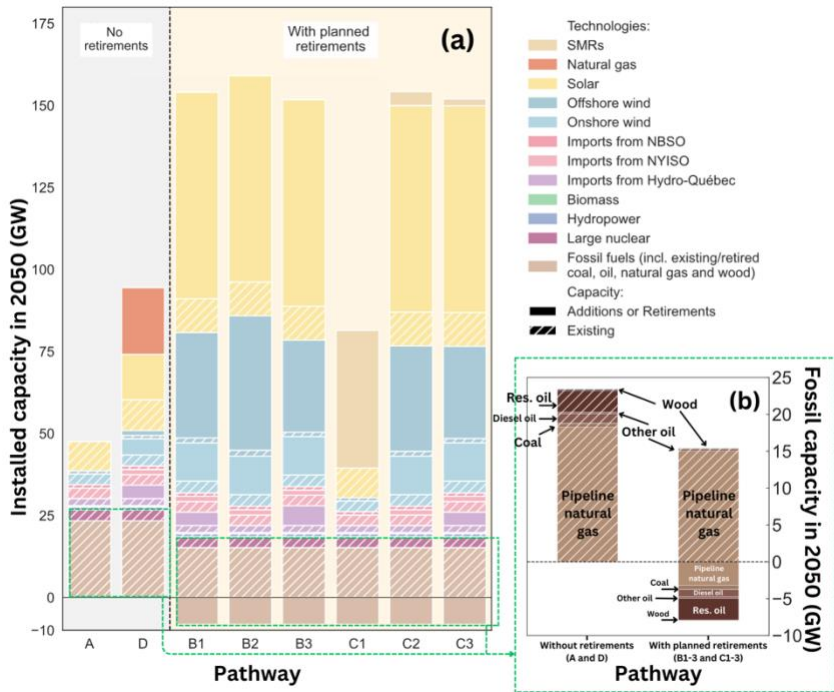 175
150
125
100
75
50
25
0
−10
Installed capacity in 2050 (GW)
No
retirements
With planned
retirements
(a)
A
D
B1
B2
B3
C1
C2
C3
Pathway
Technologies:
SMRs
Natural gas
Solar
Offshore wind
Onshore wind
Imports from NBSO
Imports from NYISO
Imports from Hydro-Québec
Biomass
Hydropower
Large nuclear
Fossil fuels (incl. existing/retired
coal, oil, natural gas and wood)
Capacity:
Additions or Retirements
Existing
(b)
Res. oil
Diesel oil
Coal
Wood
Other oil
Pipeline
natural
gas
Pipeline
natural
gas
Pipeline
natural gas
Coal
Diesel oil
Other oil
Res. oil
Wood
25
20
15
10
5
0
−5
−10
Fossil capacity in 2050 (GW)
Without retirements
(A and D)
With planned retirements
(B1-3 and C1-3)
Pathway